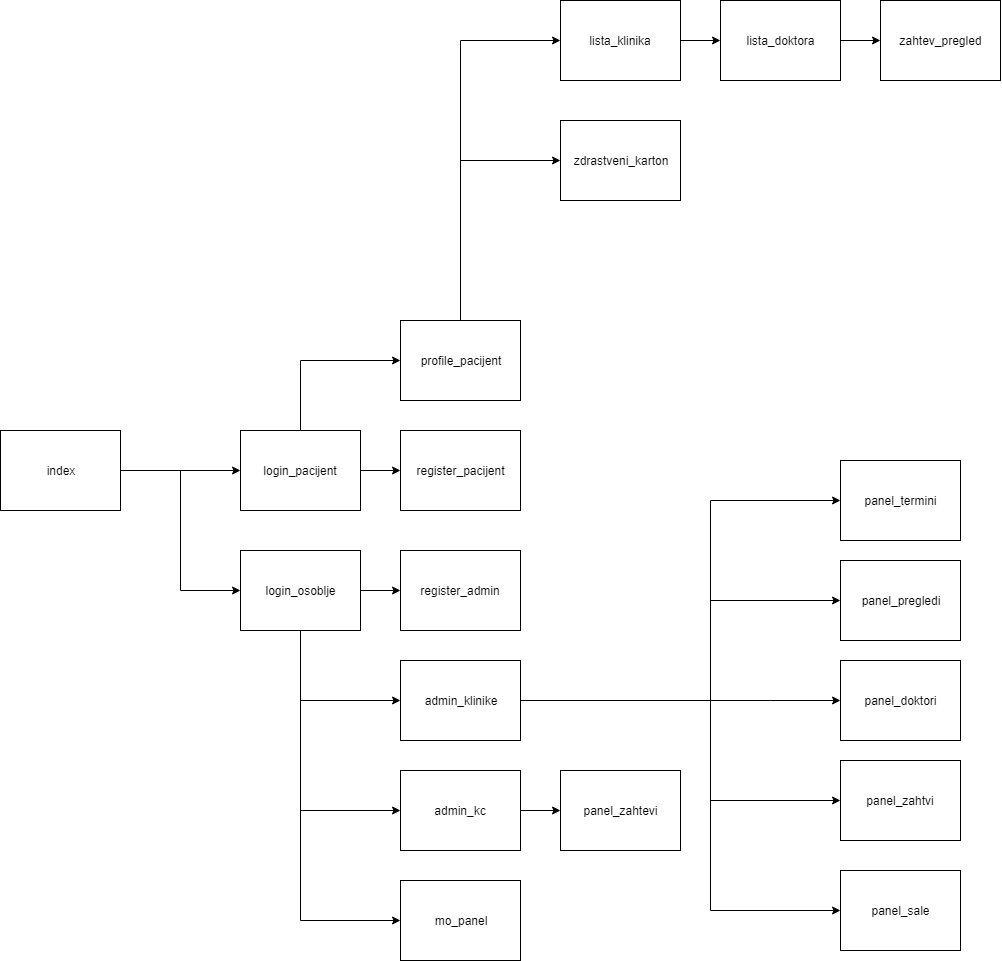 lista_klinika
lista_doktora
zahtev_pregled
zdrastveni_karton
profile_pacijent
index
login_pacijent
register_pacijent
panel_termini
login_osoblje
register_admin
panel_pregledi
admin_klinike
panel_doktori
admin_kc
panel_zahtevi
panel_zahtvi
mo_panel
panel_sale